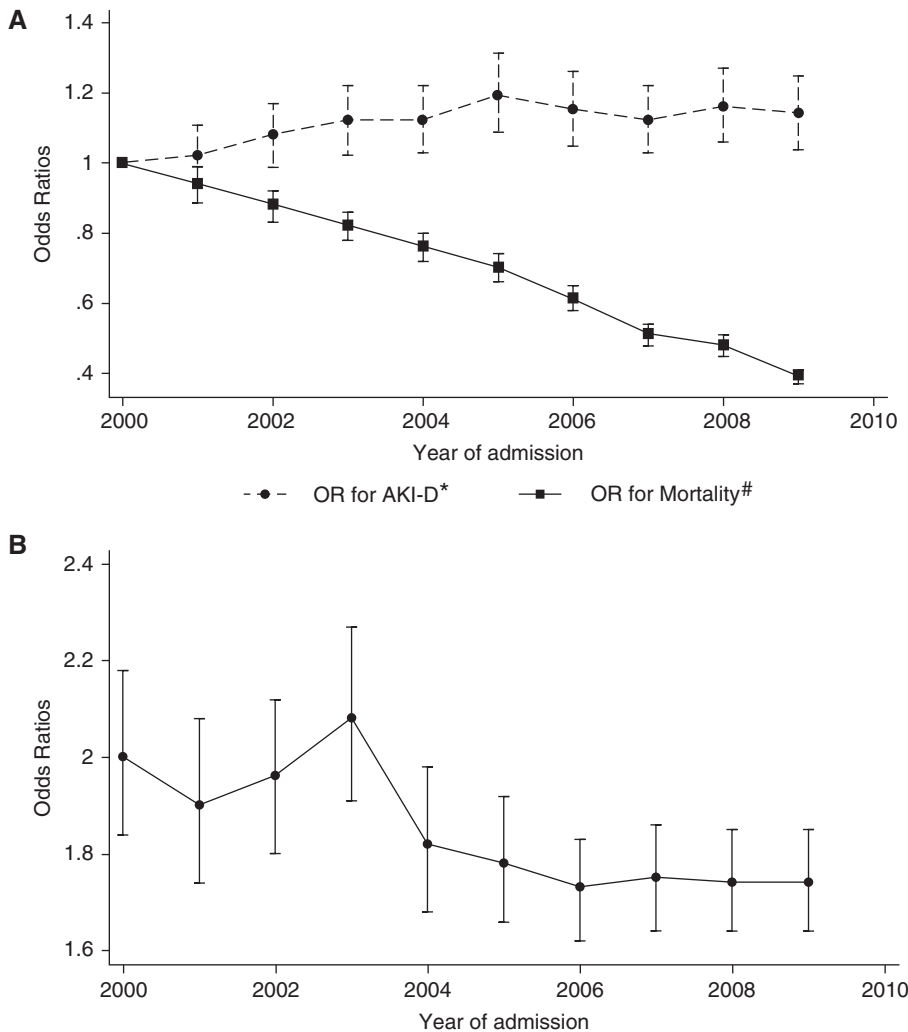 A
1.4
1.2
1
.8
.6
.4
Odds Ratios
2000 2002 2004 2006 2008 2010
Year of admission
OR for AKI-D* OR for Mortality#
B
2.4
2.2
2
1.8
1.6
Odds Ratios
2000 2002 2004 2006 2008 2010
Year of admission